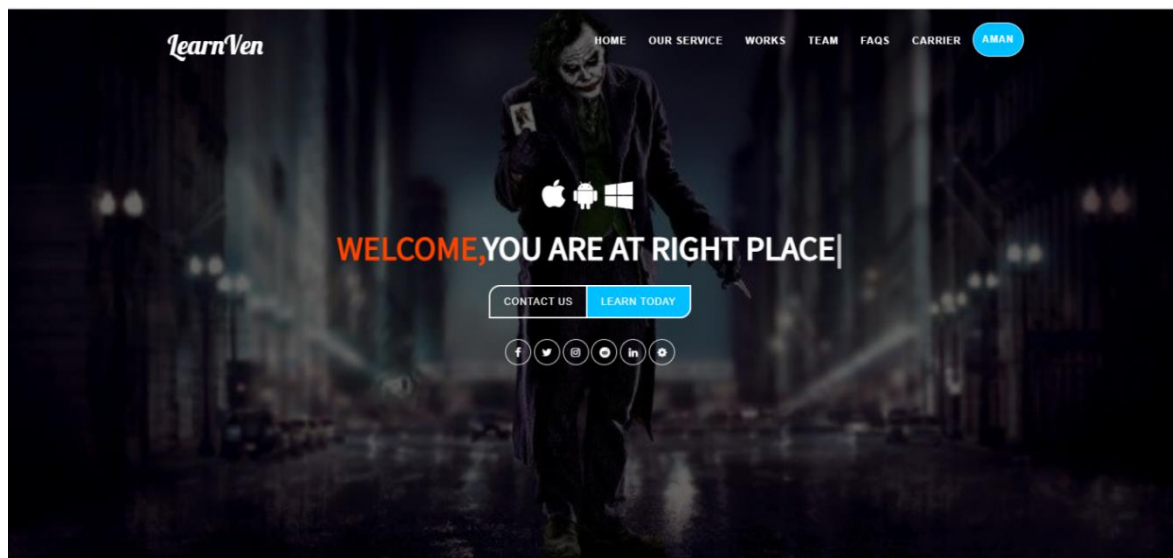 LearnVen
HOME OUR SERVICE WORKS TEAM FAQS CARRIER AMAN
WELCOME,YOU ARE AT RIGHT PLACE|
CONTACT US LEARN TODAY